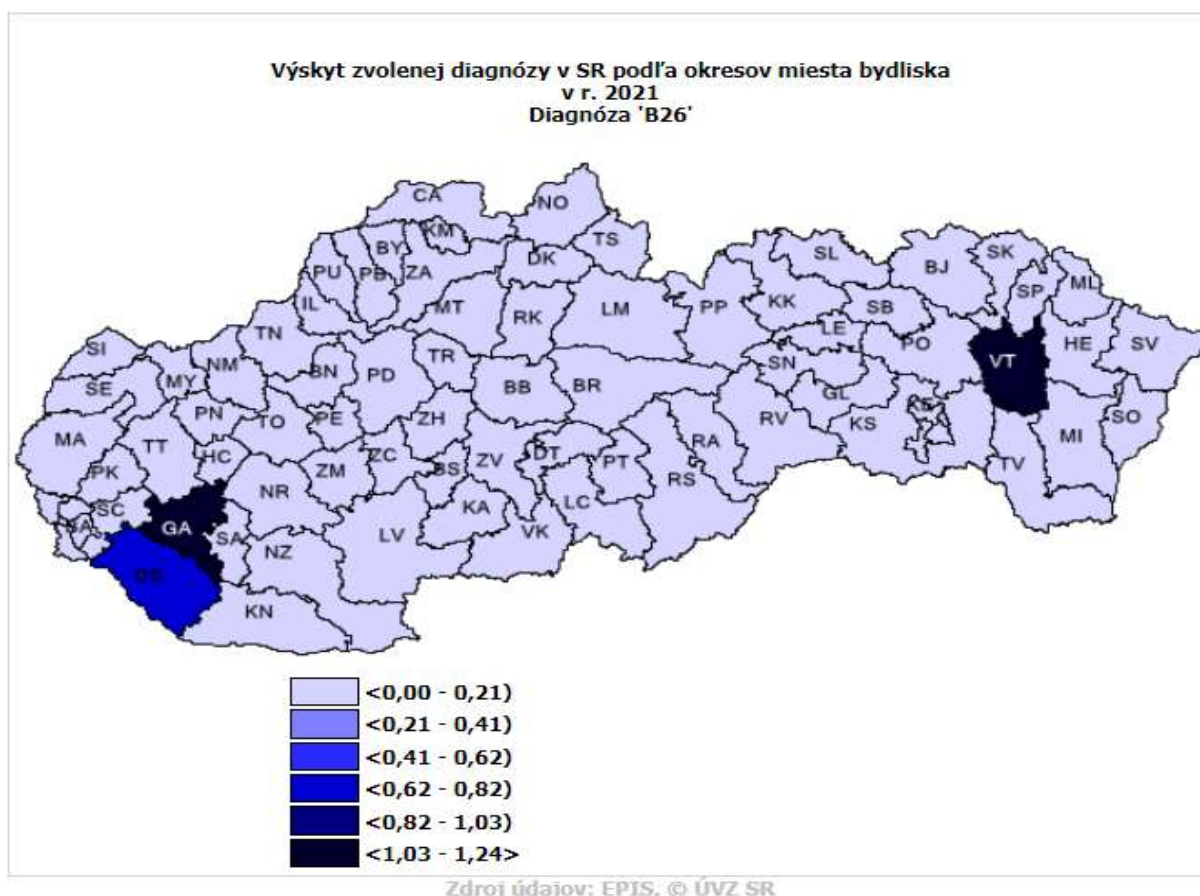 Výskyt zvolenej diagnózy v SR podľa okresov miesta bydliska
v r. 2021
Diagnóza 'B26'
CA
NO
KM
BY
TS
PU
PB
ZA
DK
SL
BJ
SK
ML
SP
IL
MT
RK
LM
PP
KK
SB
TN
LE
PO
HE
SV
SI
TR
VT
NM
BN
PD
SN
SE
MY
BB
BR
GL
PN
TO
PE
ZH
RV
KS
KE
SO
MA
TT
HC
RA
MI
PK
ZM
ZC
BS
ZV
DT
PT
TV
NR
RS
SC
KA
LC
BA
GA
SA
LV
VK
NZ
DS
KN
<0,00 - 0,21)
<0,21 - 0,41)
<0,41 - 0,62)
<0,62 - 0,82)
<0,82 - 1,03)
<1,03 - 1,24>
Zdroj údajov: EPIS, © ÚVZ SR